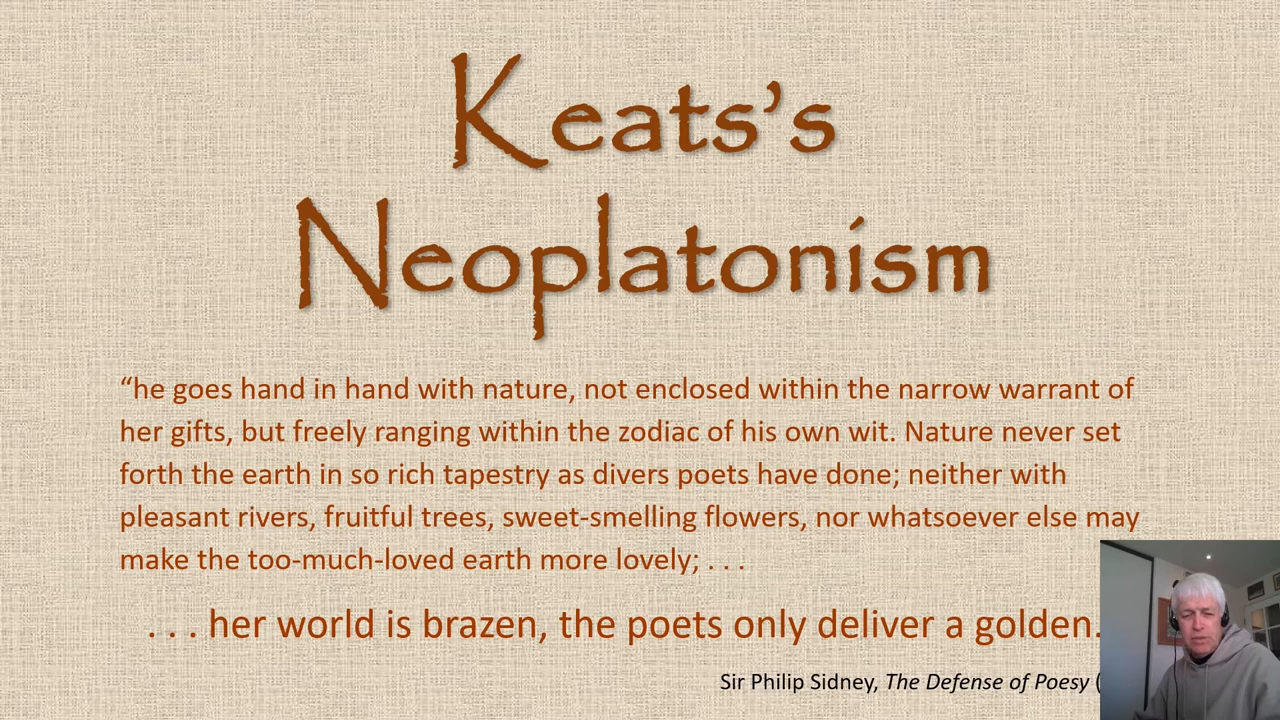 Keats’s
Neoplatonism
“he goes hand in hand with nature, not enclosed within the narrow warrant of
her gifts, but freely ranging within the zodiac of his own wit. Nature never set
forth the earth in so rich tapestry as divers poets have done; neither with
pleasant rivers, fruitful trees, sweet-smelling flowers, nor whatsoever else may
make the too-much-loved earth more lovely; . . .
. . . her world is brazen, the poets only deliver a golden.
Sir Philip Sidney, The Defense of Poesy (